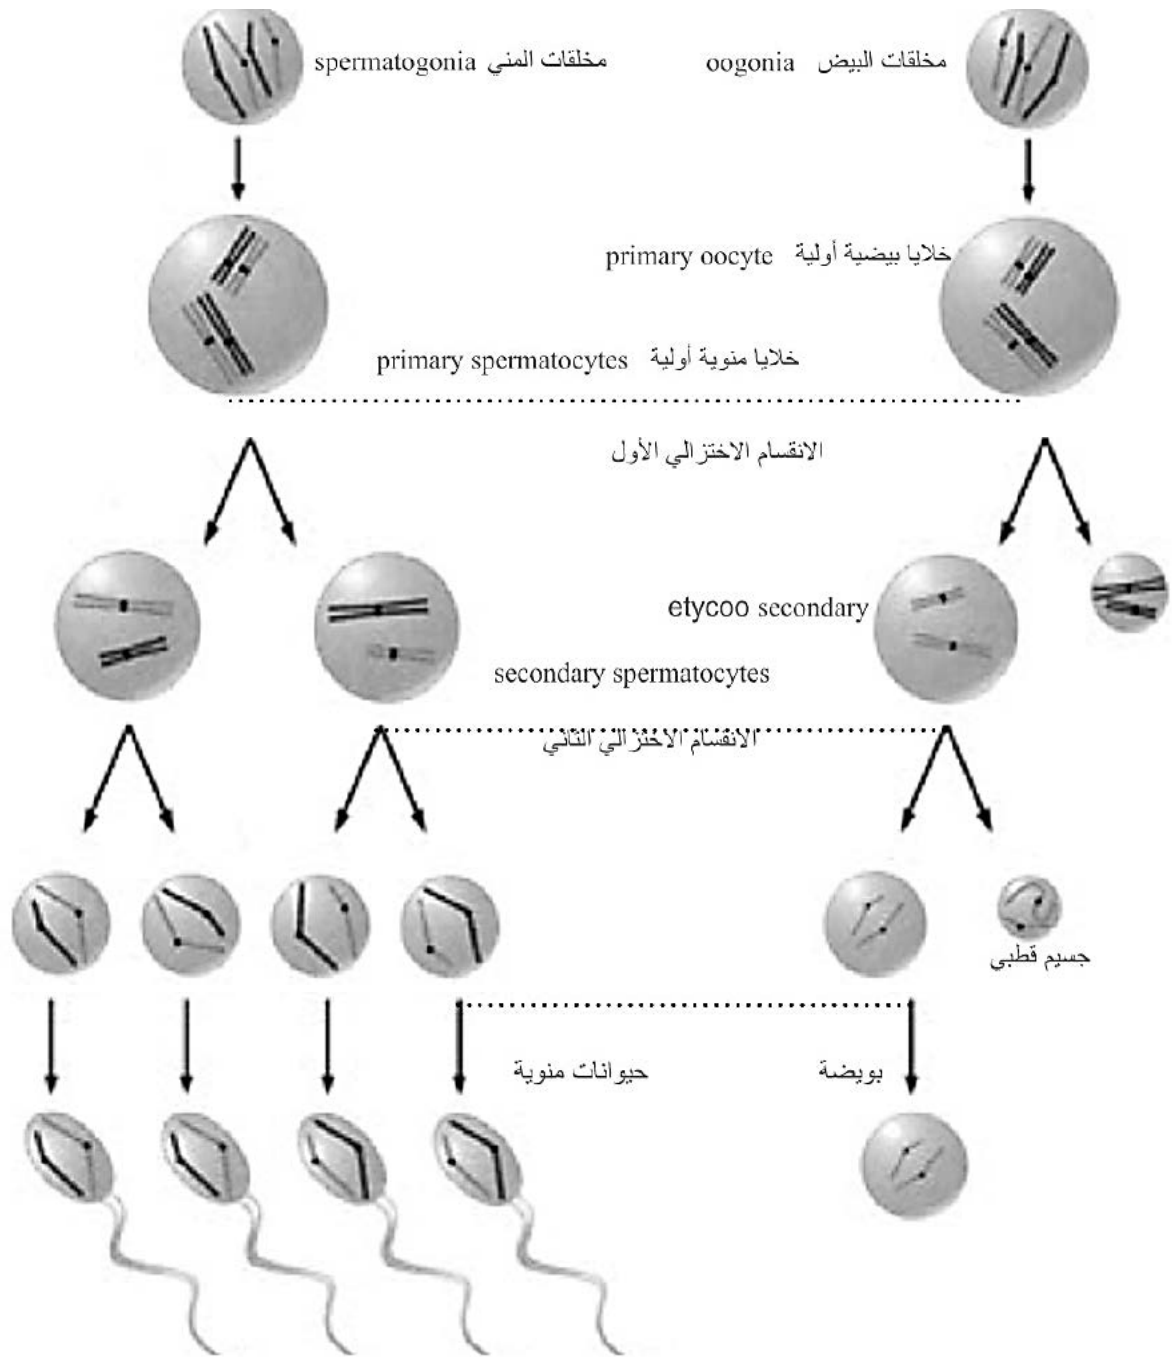 spermatogonia مخلقات المني
oogonia مخلقات البيض
primary oocyte خلايا بيضية أولية
primary spermatocytes خلايا منوية أولية
الانقسام الاختزالي الأول
etycoo secondary
secondary spermatocytes
الانقسام الاختزالي الثاني
جسيم قطبي
حيوانات منوية
بويضة